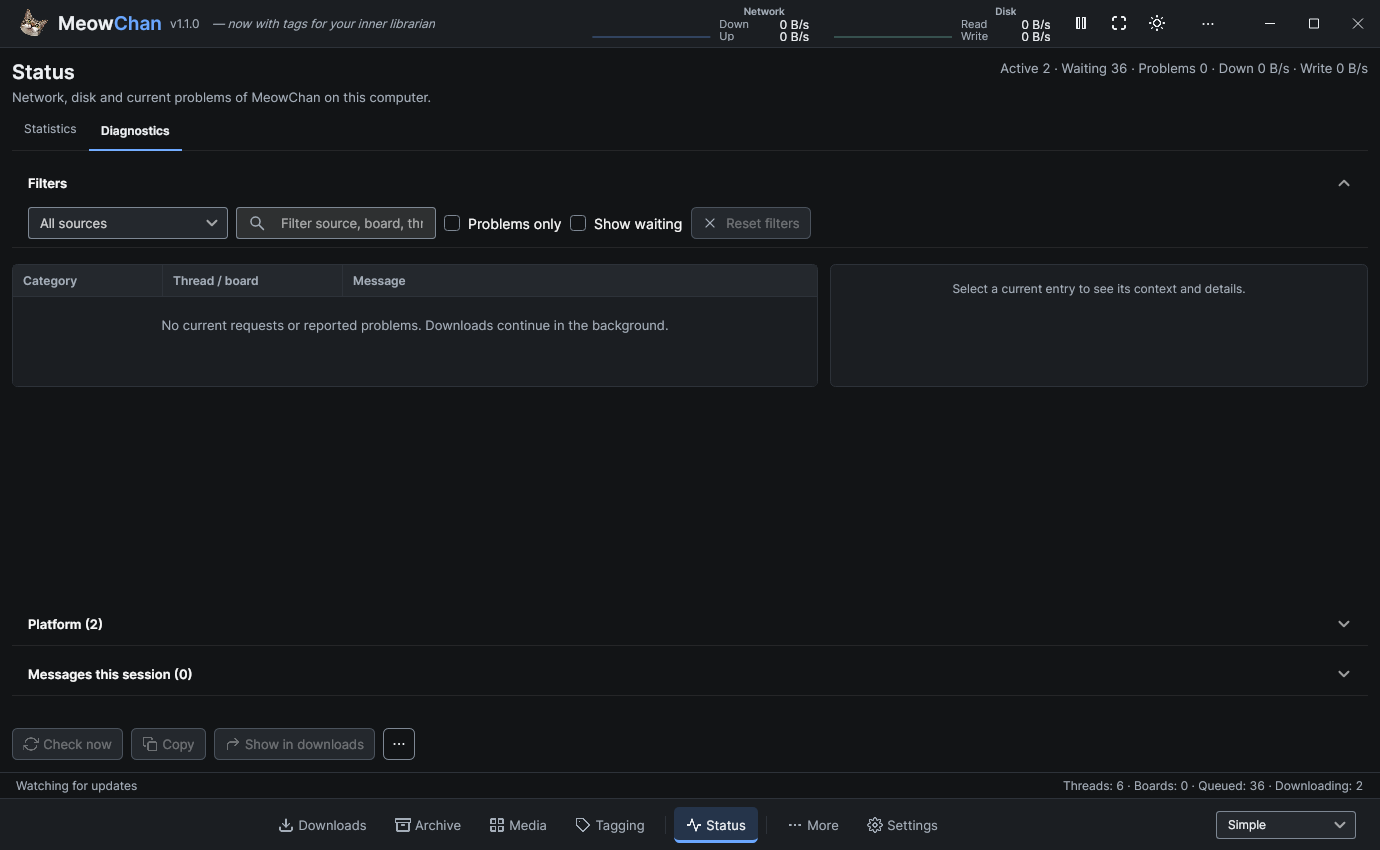 MeowChan v1.1.0 — now with tags for your inner librarian
Network
Down 0 B/s
Up 0 B/s
Disk
Read 0 B/s
Write 0 B/s
Status
Active 2 · Waiting 36 · Problems 0 · Down 0 B/s · Write 0 B/s
Network, disk and current problems of MeowChan on this computer.
Statistics Diagnostics
Filters
All sources Filter source, board, thr Problems only Show waiting Reset filters
Category Thread / board Message
No current requests or reported problems. Downloads continue in the background.
Select a current entry to see its context and details.
Platform (2)
Messages this session (0)
Check now Copy Show in downloads ...
Watching for updates Threads: 6 · Boards: 0 · Queued: 36 · Downloading: 2
Downloads Archive Media Tagging Status More Settings Simple